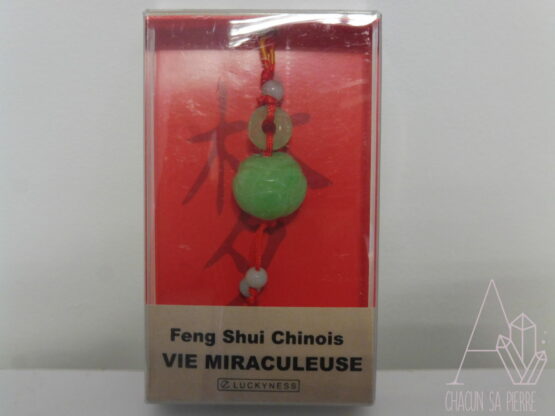 Feng Shui Chinois
VIE MIRACULEUSE
LUCKYNESS
CHACUN SA PIERRE